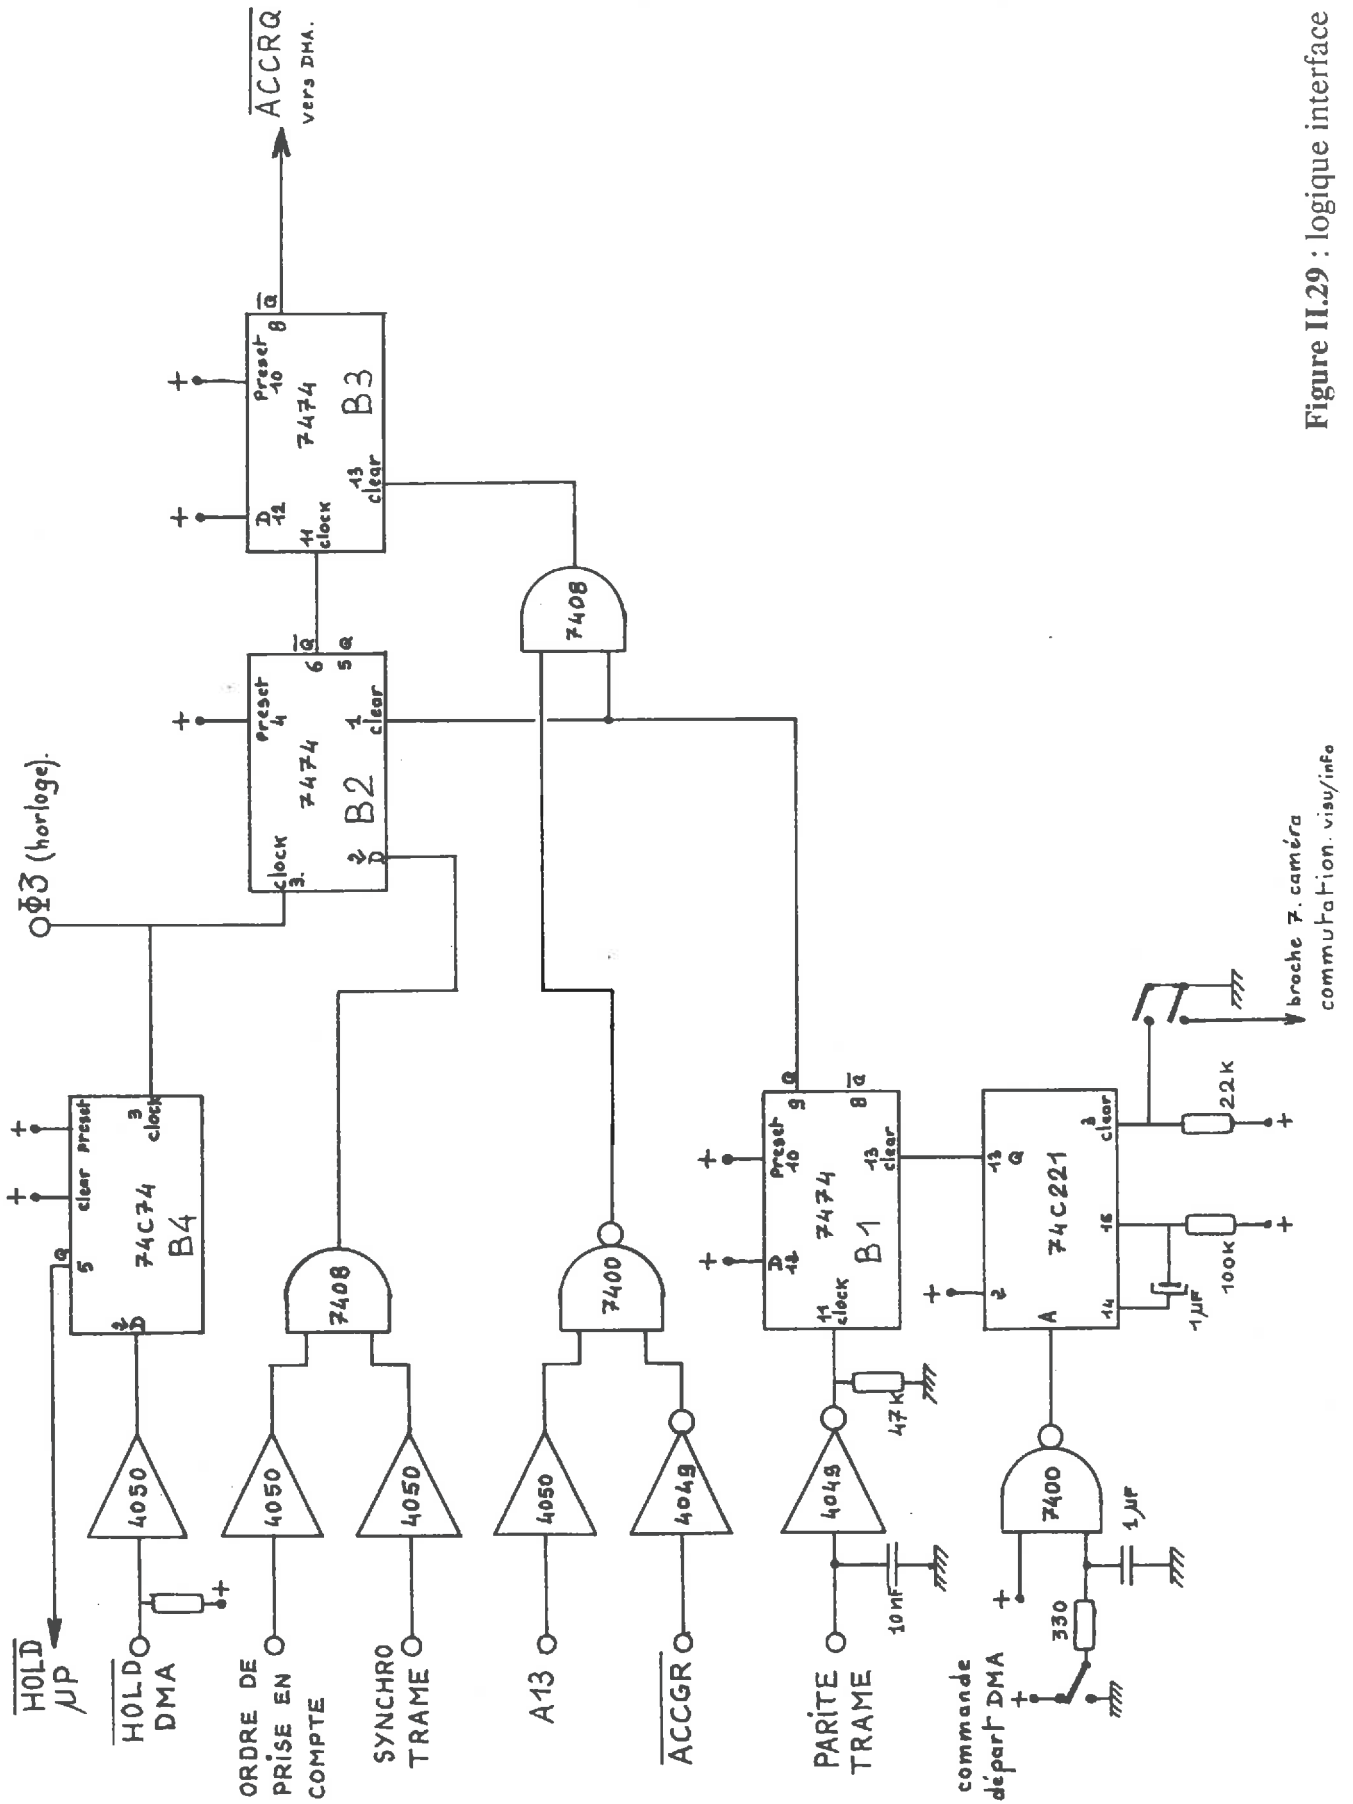 HOLD
µP
HOLD
DMA
ORDRE DE
PRISE EN
COMPTE
SYNCHRO
TRAME
A13
ACCGR
PARITE
TRAME
commande
départ DMA
+
4050
4050
4050
4050
4049
4049
10nF
47K
+
+
330
1µF
7400
Q
5
clear
preset
+
+
74C74
B4
2
D
3
clock
Φ3 (horloge).
7408
7400
+
+
D
12
Preset
10
7474
B1
11
clock
13
clear
9
Q
8
Q
+
2
A
74C221
13
Q
14
15
3
clear
1µF
100K
+
22K
+
broche 7. caméra
commutation. visu/info
clock
3.
+
Preset
4
7474
B2
2
D
1
clear
6
Q
5
Q
7408
+
+
D
12
Preset
10
7474
B3
11
clock
13
clear
8
Q
ACCRQ
vers DMA.
Figure II.29 : logique interface